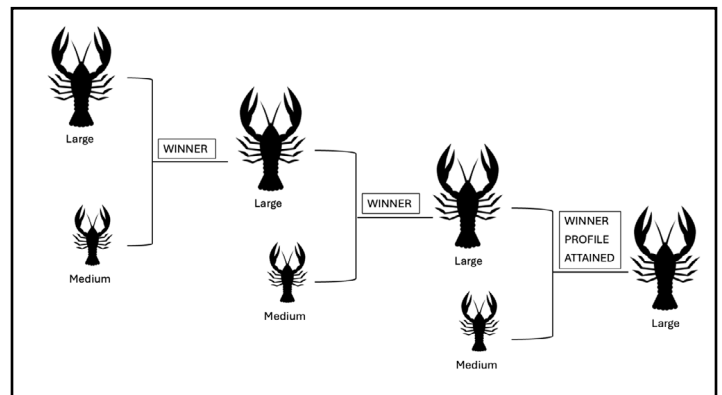 Large
WINNER
Medium
Large
WINNER
Medium
Large
WINNER
PROFILE
ATTAINED
Medium
Large